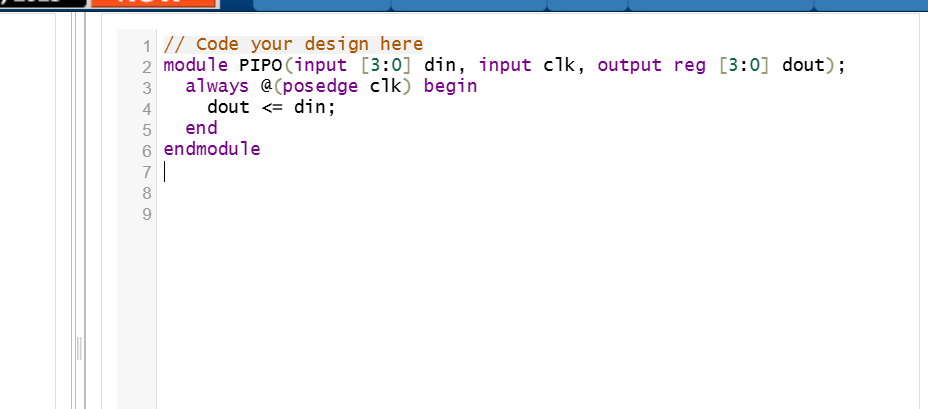 1 // Code your design here
2 module PIPO(input [3:0] din, input clk, output reg [3:0] dout);
3 always @(posedge clk) begin
4 dout <= din;
5 end
6 endmodule
7
8
9